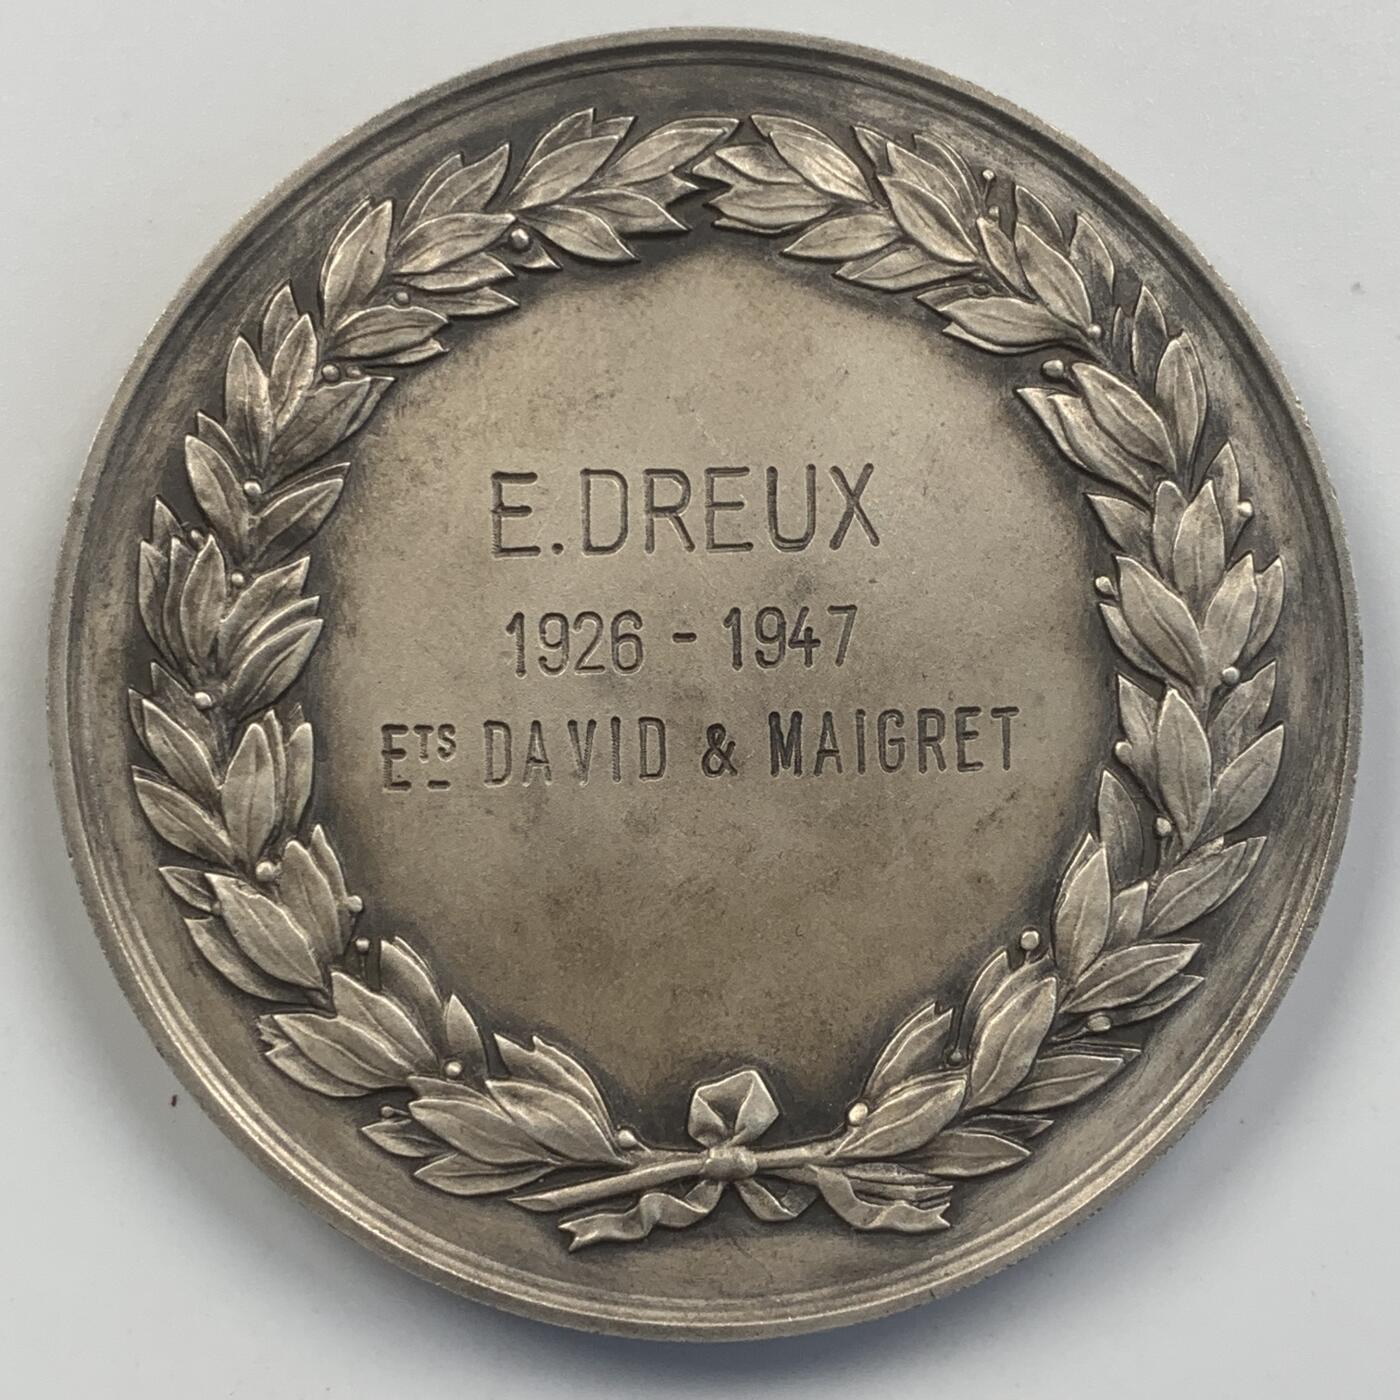 E. DREUX
1926 - 1947
ETS DAVID & MAIGRET